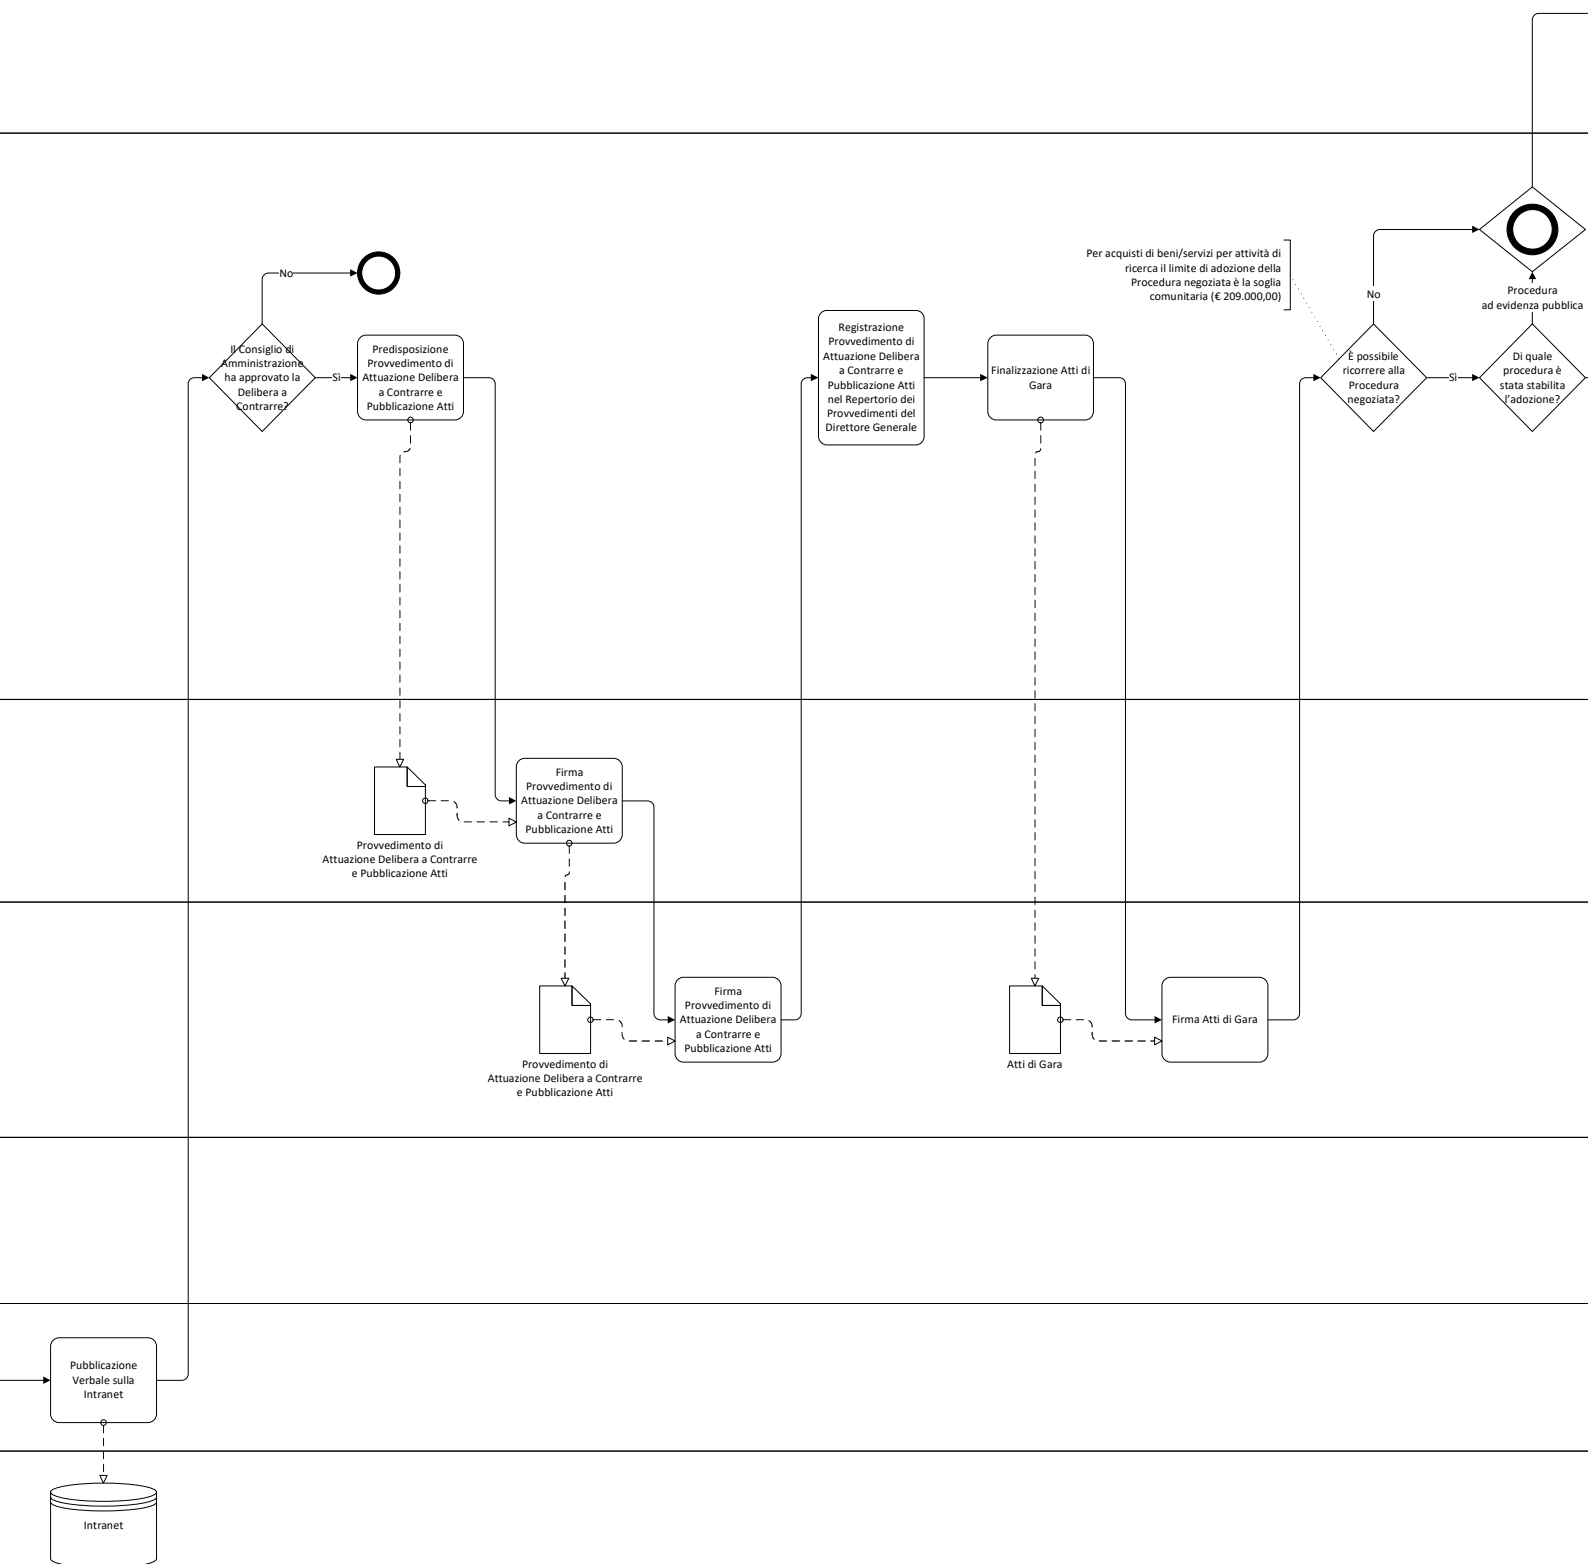 No
Il Consiglio di
Amministrazione
ha approvato la
Delibera a
Contrarre?
Sì
Predisposizione
Provvedimento di
Attuazione Delibera
a Contrarre e
Pubblicazione Atti
Registrazione
Provvedimento di
Attuazione Delibera
a Contrarre e
Pubblicazione Atti
nel Repertorio dei
Provvedimenti del
Direttore Generale
Finalizzazione Atti di
Gara
Per acquisti di beni/servizi per attività di
ricerca il limite di adozione della
Procedura negoziata è la soglia
comunitaria (€ 209.000,00)
No
È possibile
ricorrere alla
Procedura
negoziata?
Sì
Procedura
ad evidenza pubblica
Di quale
procedura è
stata stabilita
l'adozione?
Provvedimento di
Attuazione Delibera a Contrarre
e Pubblicazione Atti
Firma
Provvedimento di
Attuazione Delibera
a Contrarre e
Pubblicazione Atti
Provvedimento di
Attuazione Delibera a Contrarre
e Pubblicazione Atti
Firma
Provvedimento di
Attuazione Delibera
a Contrarre e
Pubblicazione Atti
Atti di Gara
Firma Atti di Gara
Pubblicazione
Verbale sulla
Intranet
Intranet